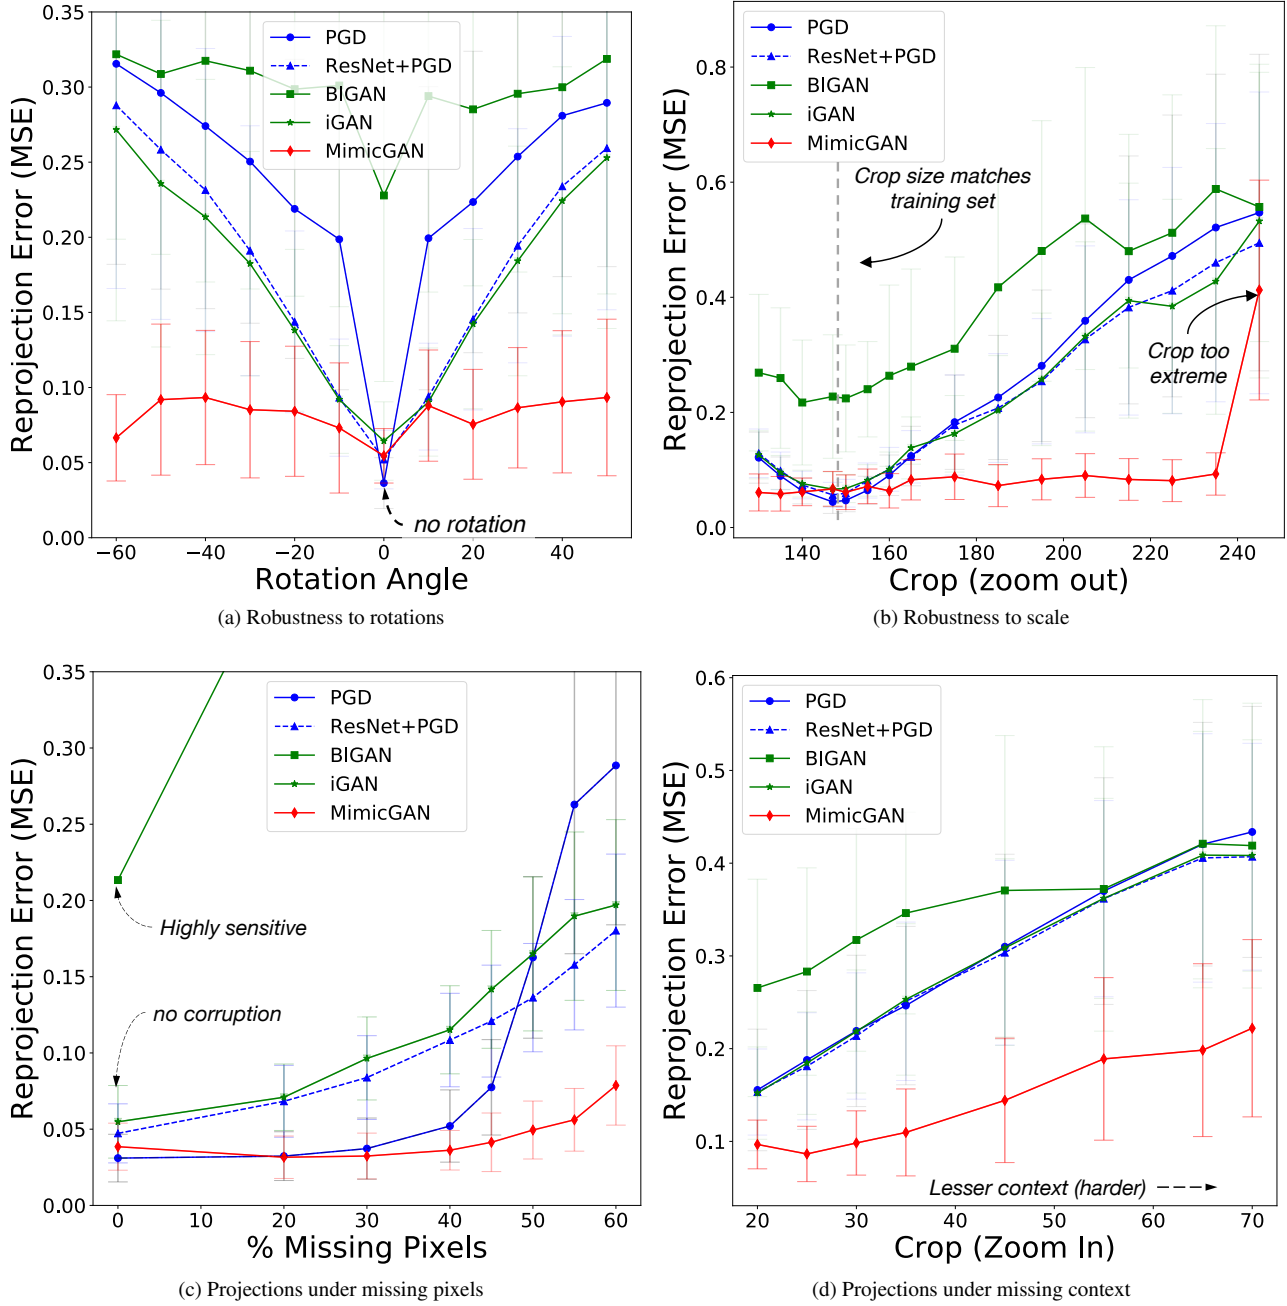 0.35
0.30
0.25
0.20
0.15
0.10
0.05
0.00
Reprojection Error (MSE)
PGD
ResNet+PGD
BIGAN
iGAN
MimicGAN
no rotation
−60
−40
−20
0
20
40
Rotation Angle
(a) Robustness to rotations
0.8
0.6
0.4
0.2
0.0
Reprojection Error (MSE)
PGD
ResNet+PGD
BIGAN
iGAN
MimicGAN
Crop size matches
training set
Crop too
extreme
140
160
180
200
220
240
Crop (zoom out)
(b) Robustness to scale
0.35
0.30
0.25
0.20
0.15
0.10
0.05
0.00
Reprojection Error (MSE)
PGD
ResNet+PGD
BIGAN
iGAN
MimicGAN
Highly sensitive
no corruption
0
10
20
30
40
50
60
% Missing Pixels
(c) Projections under missing pixels
0.6
0.5
0.4
0.3
0.2
0.1
Reprojection Error (MSE)
PGD
ResNet+PGD
BIGAN
iGAN
MimicGAN
Lesser context (harder)
20
30
40
50
60
70
Crop (Zoom In)
(d) Projections under missing context